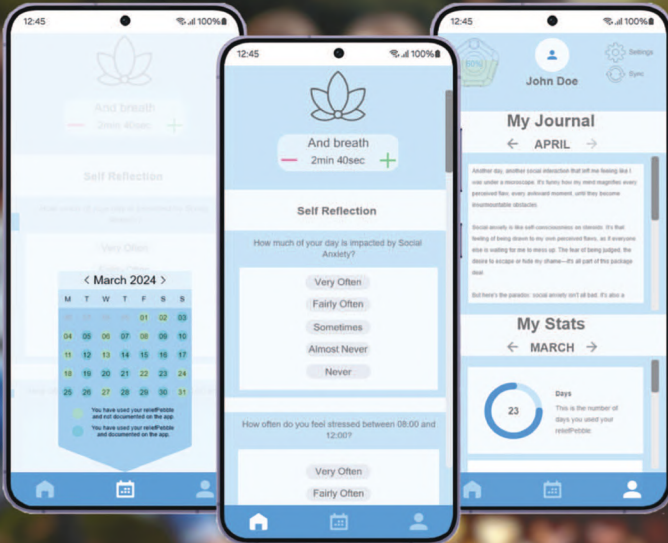 12:45
100%
And breath
2min 40sec
Self Reflection
Very Often
< March 2024 >
M T W T F S S
01 02 03
04 05 06 07 08 09 10
11 12 13 14 15 16 17
18 19 20 21 22 23 24
25 26 27 28 29 30 31
You have used your reliefPebble
and not documented on the app.
You have used your reliefPebble
and documented on the app.
12:45
100%
And breath
− 2min 40sec +
Self Reflection
How much of your day is impacted by Social
Anxiety?
Very Often
Fairly Often
Sometimes
Almost Never
Never
How often do you feel stressed between 08:00 and
12:00?
Very Often
Fairly Often
12:45
100%
80%
Settings
Sync
John Doe
My Journal
← APRIL →
Another day, another social interaction that left me feeling like I
was under a microscope. It's funny how my mind magnifies every
perceived flaw, every awkward moment, until they become
insurmountable obstacles.
Social anxiety is like self-consciousness on steroids. It's that
feeling of being drawn to my own perceived flaws, as if everyone
else is waiting for me to mess up. The fear of being judged, the
desire to escape or hide my shame—it's all part of this package
deal.
But here's the paradox: social anxiety isn't all bad. It's also a
My Stats
← MARCH →
23
Days
This is the number of
days you used your
reliefPebble.